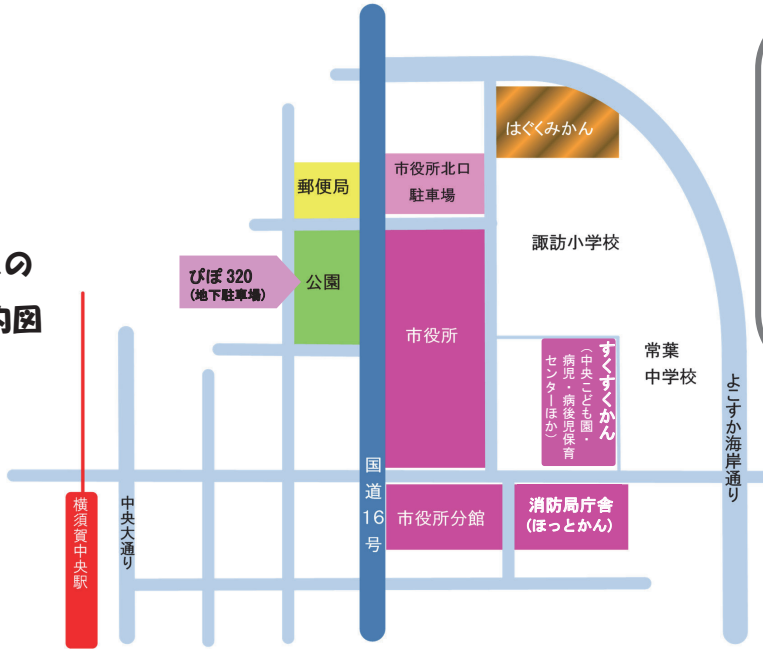 はぐくみかん
市役所北口
駐車場
郵便局
諏訪小学校
の
内図
ぴぽ 320
(地下駐車場)
公園
市役所
すくすくかん
(中央こども園・
病児・病後児保育
センターほか)
常葉
中学校
よこすか海岸通り
国道16号
横須賀中央駅
中央大通り
市役所分館
消防局庁舎
(ほっとかん)